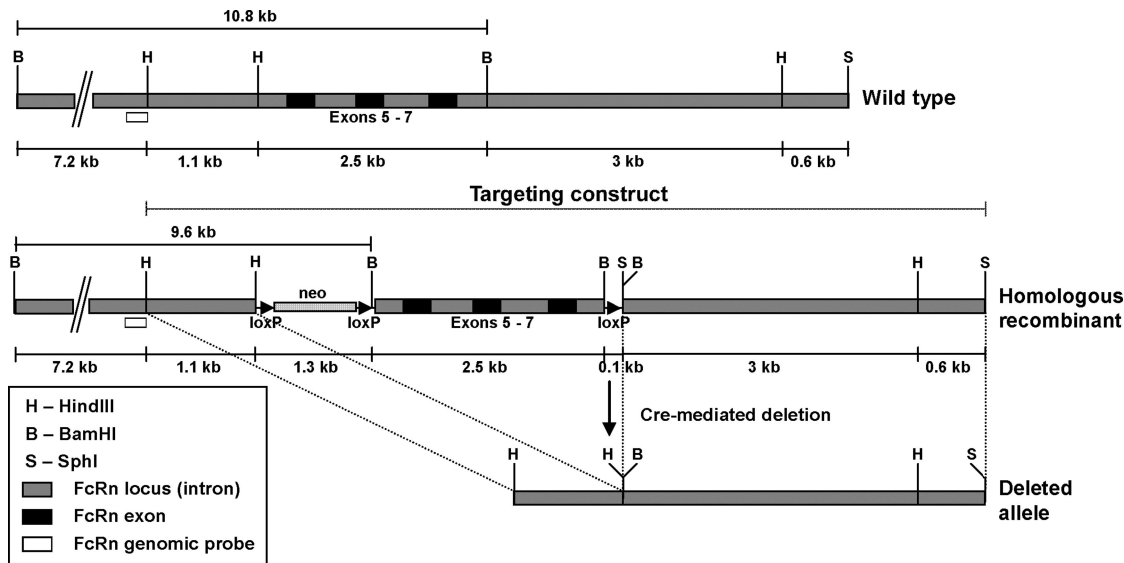 10.8 kb
B H H B H S
Wild type
Exons 5 - 7
7.2 kb 1.1 kb 2.5 kb 3 kb 0.6 kb
Targeting construct
9.6 kb
B H H B B S B H S
neo
Homologous
recombinant
loxP loxP Exons 5 - 7 loxP
7.2 kb 1.1 kb 1.3 kb 2.5 kb 0.1 kb 3 kb 0.6 kb
Cre-mediated deletion
H H B H S
Deleted
allele
H – HindIII
B – BamHI
S – SphI
FcRn locus (intron)
FcRn exon
FcRn genomic probe